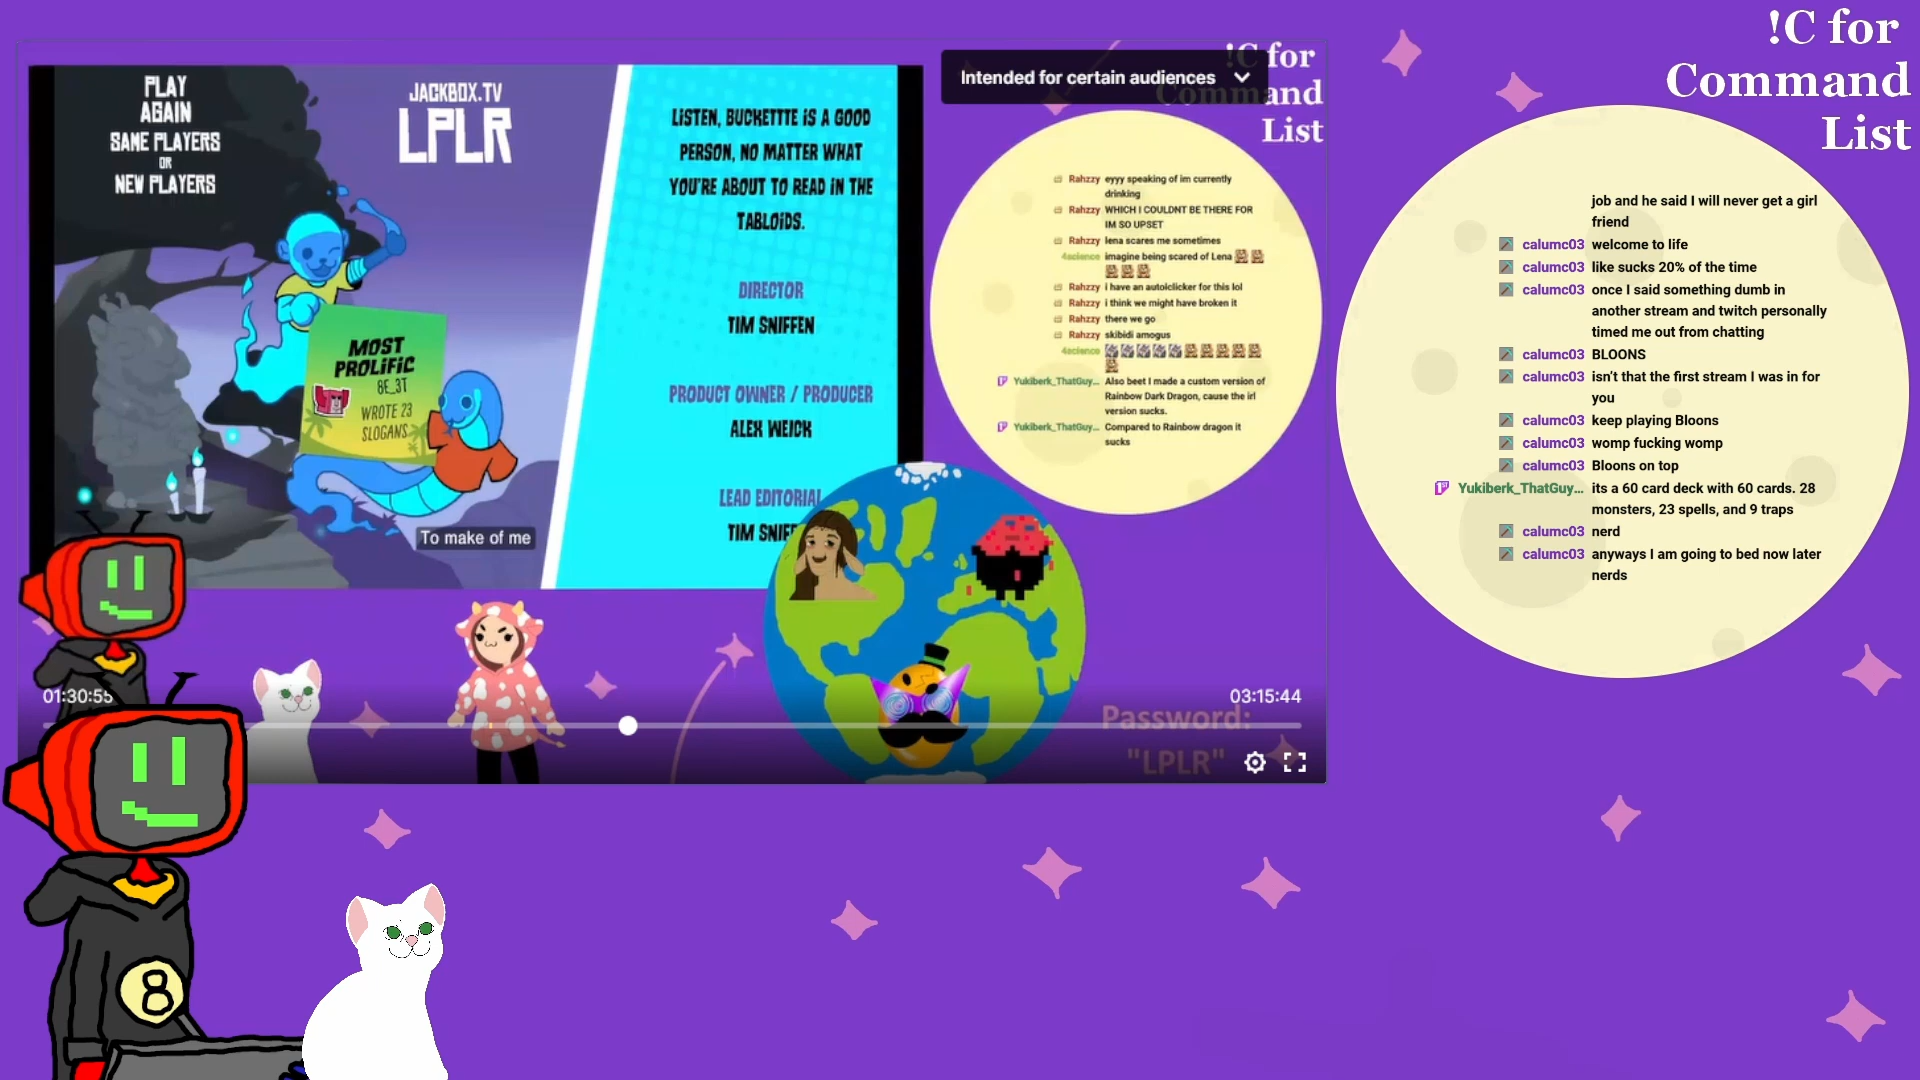 !C for
Command
List
PLAY
AGAIN
SAME PLAYERS
OR
NEW PLAYERS
JACKBOX.TV
LPLR
LISTEN, BUCKETTTE IS A GOOD
PERSON, NO MATTER WHAT
YOU'RE ABOUT TO READ IN THE
TABLOIDS.
DIRECTOR
TIM SNIFFEN
PRODUCT OWNER / PRODUCER
ALEX WEICK
LEAD EDITORIAL
TIM SNIFF
MOST
PROLIFIC
8E_3T
WROTE 23
SLOGANS
To make of me
Intended for certain audiences
!C for
Command
List
Rahzzy eyyy speaking of im currently
drinking
Rahzzy WHICH I COULDNT BE THERE FOR
IM SO UPSET
Rahzzy lena scares me sometimes
4science imagine being scared of Lena
Rahzzy i have an autolclicker for this lol
Rahzzy i think we might have broken it
Rahzzy there we go
Rahzzy skibidi amogus
4science
Yukiberk_ThatGuy... Also beet I made a custom version of
Rainbow Dark Dragon, cause the irl
version sucks.
Yukiberk_ThatGuy... Compared to Rainbow dragon it
sucks
01:30:55
03:15:44
Password:
"LPLR"
job and he said I will never get a girl
friend
calumc03 welcome to life
calumc03 like sucks 20% of the time
calumc03 once I said something dumb in
another stream and twitch personally
timed me out from chatting
calumc03 BLOONS
calumc03 isn't that the first stream I was in for
you
calumc03 keep playing Bloons
calumc03 womp fucking womp
calumc03 Bloons on top
Yukiberk_ThatGuy... its a 60 card deck with 60 cards. 28
monsters, 23 spells, and 9 traps
calumc03 nerd
calumc03 anyways I am going to bed now later
nerds
8